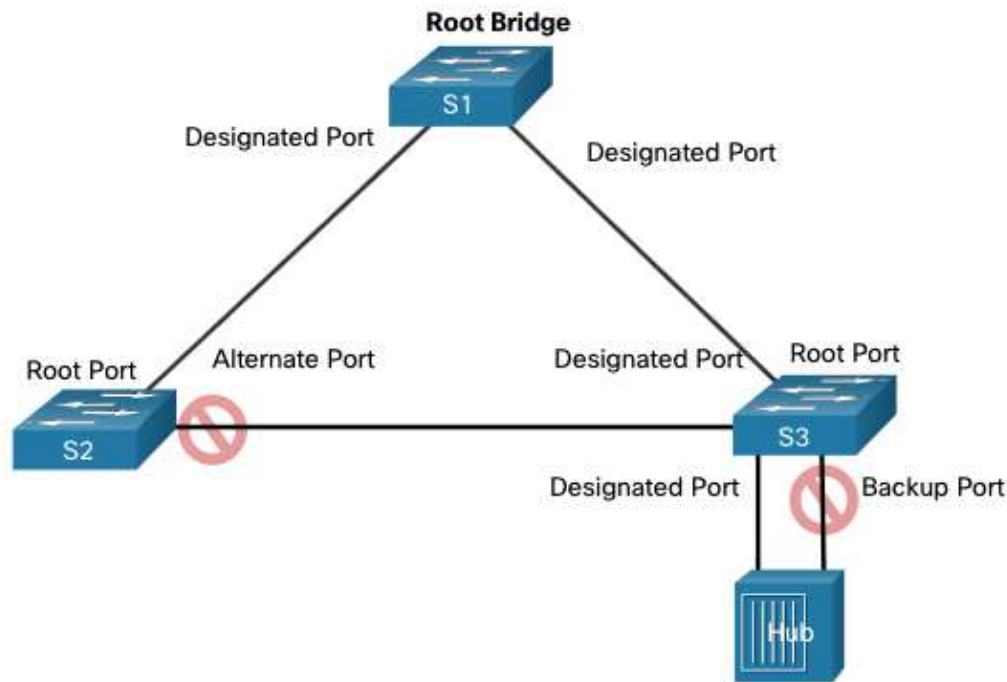 Root Bridge
S1
Designated Port
Designated Port
Root Port
Alternate Port
Designated Port
Root Port
S2
S3
Designated Port
Backup Port
Hub